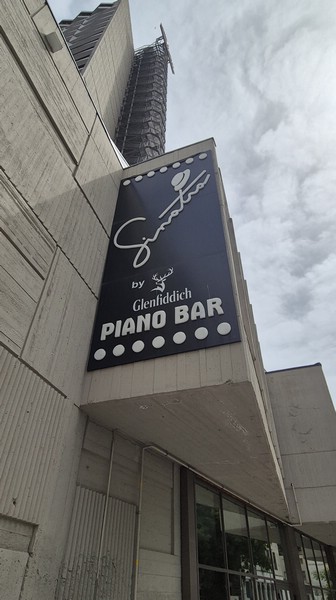 Sinatra
by
Glenfiddich
PIANO BAR